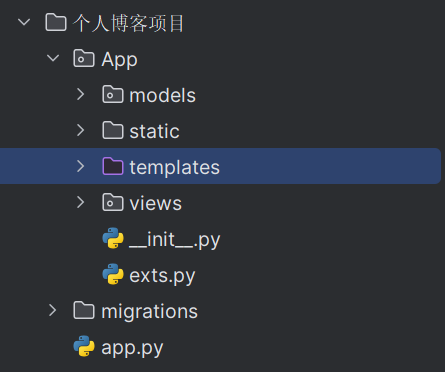 个人博客项目
App
models
static
templates
views
__init__.py
exts.py
migrations
app.py